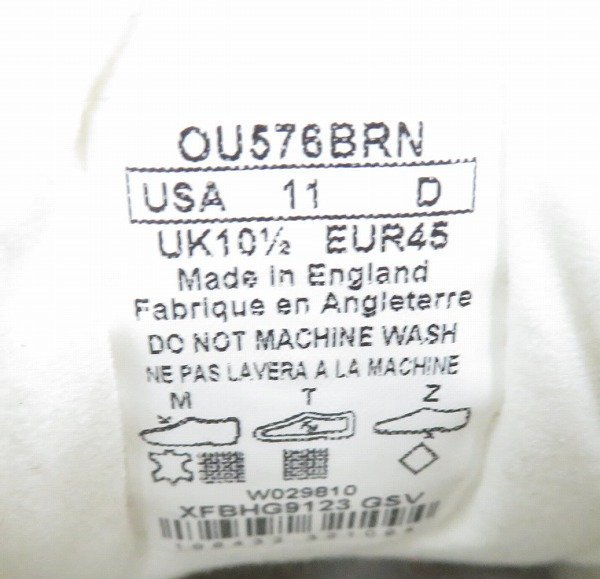 OU576BRN
USA 11 D
UK10½ EUR45
Made in England
Fabrique en Angleterre
DO NOT MACHINE WASH
NE PAS LAVERA A LA MACHINE
M T Z
W029810
XFBHG9123 GSV